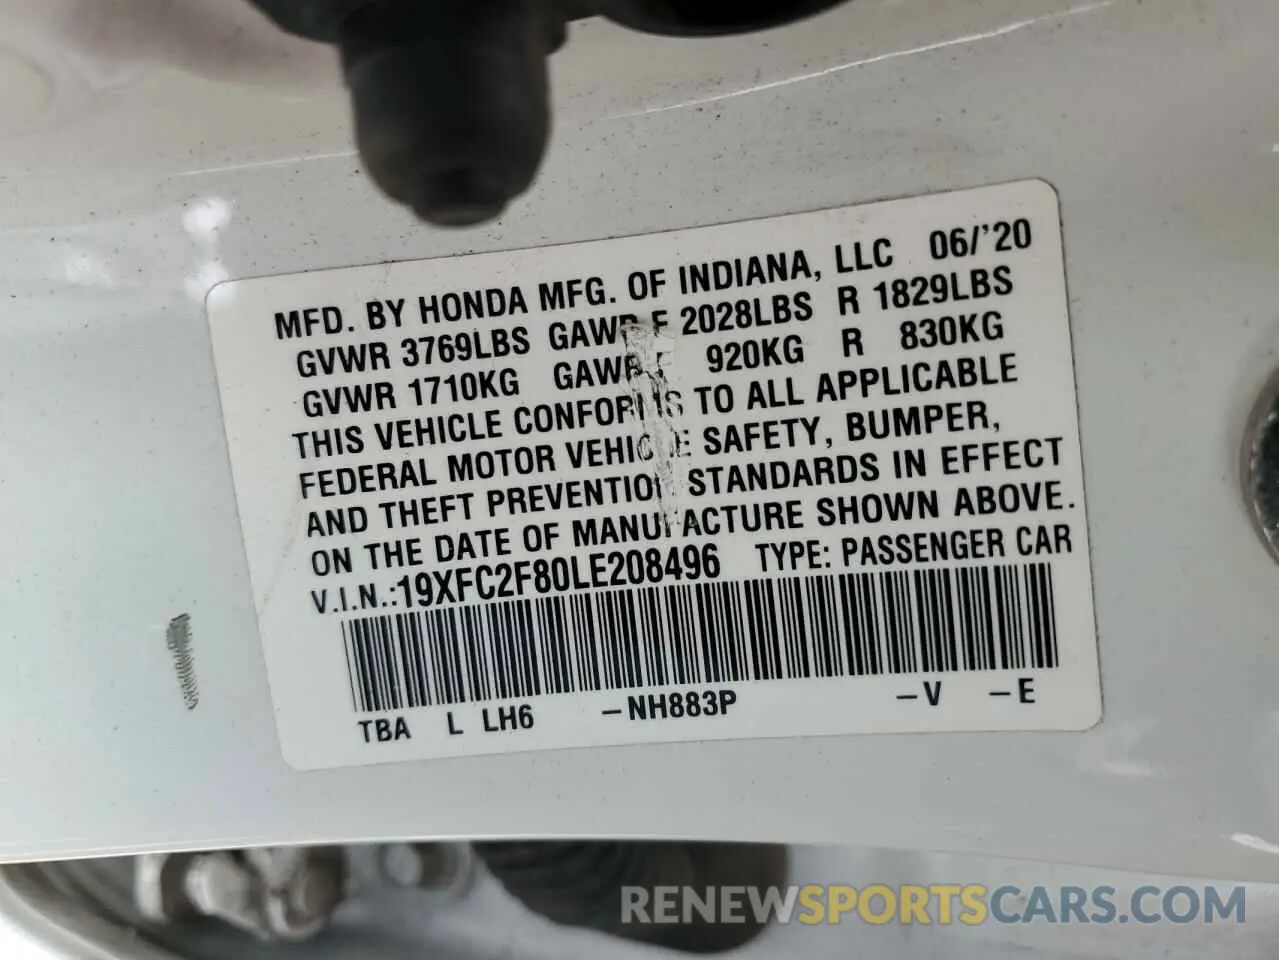 MFD. BY HONDA MFG. OF INDIANA, LLC 06/'20
GVWR 3769LBS GAWR F 2028LBS R 1829LBS
GVWR 1710KG GAWR F 920KG R 830KG
THIS VEHICLE CONFORMS TO ALL APPLICABLE
FEDERAL MOTOR VEHICLE SAFETY, BUMPER,
AND THEFT PREVENTION STANDARDS IN EFFECT
ON THE DATE OF MANUFACTURE SHOWN ABOVE.
V.I.N.:19XFC2F80LE208496 TYPE: PASSENGER CAR
TBA L LH6 -NH883P -V -E
RENEWSPORTSCARS.COM